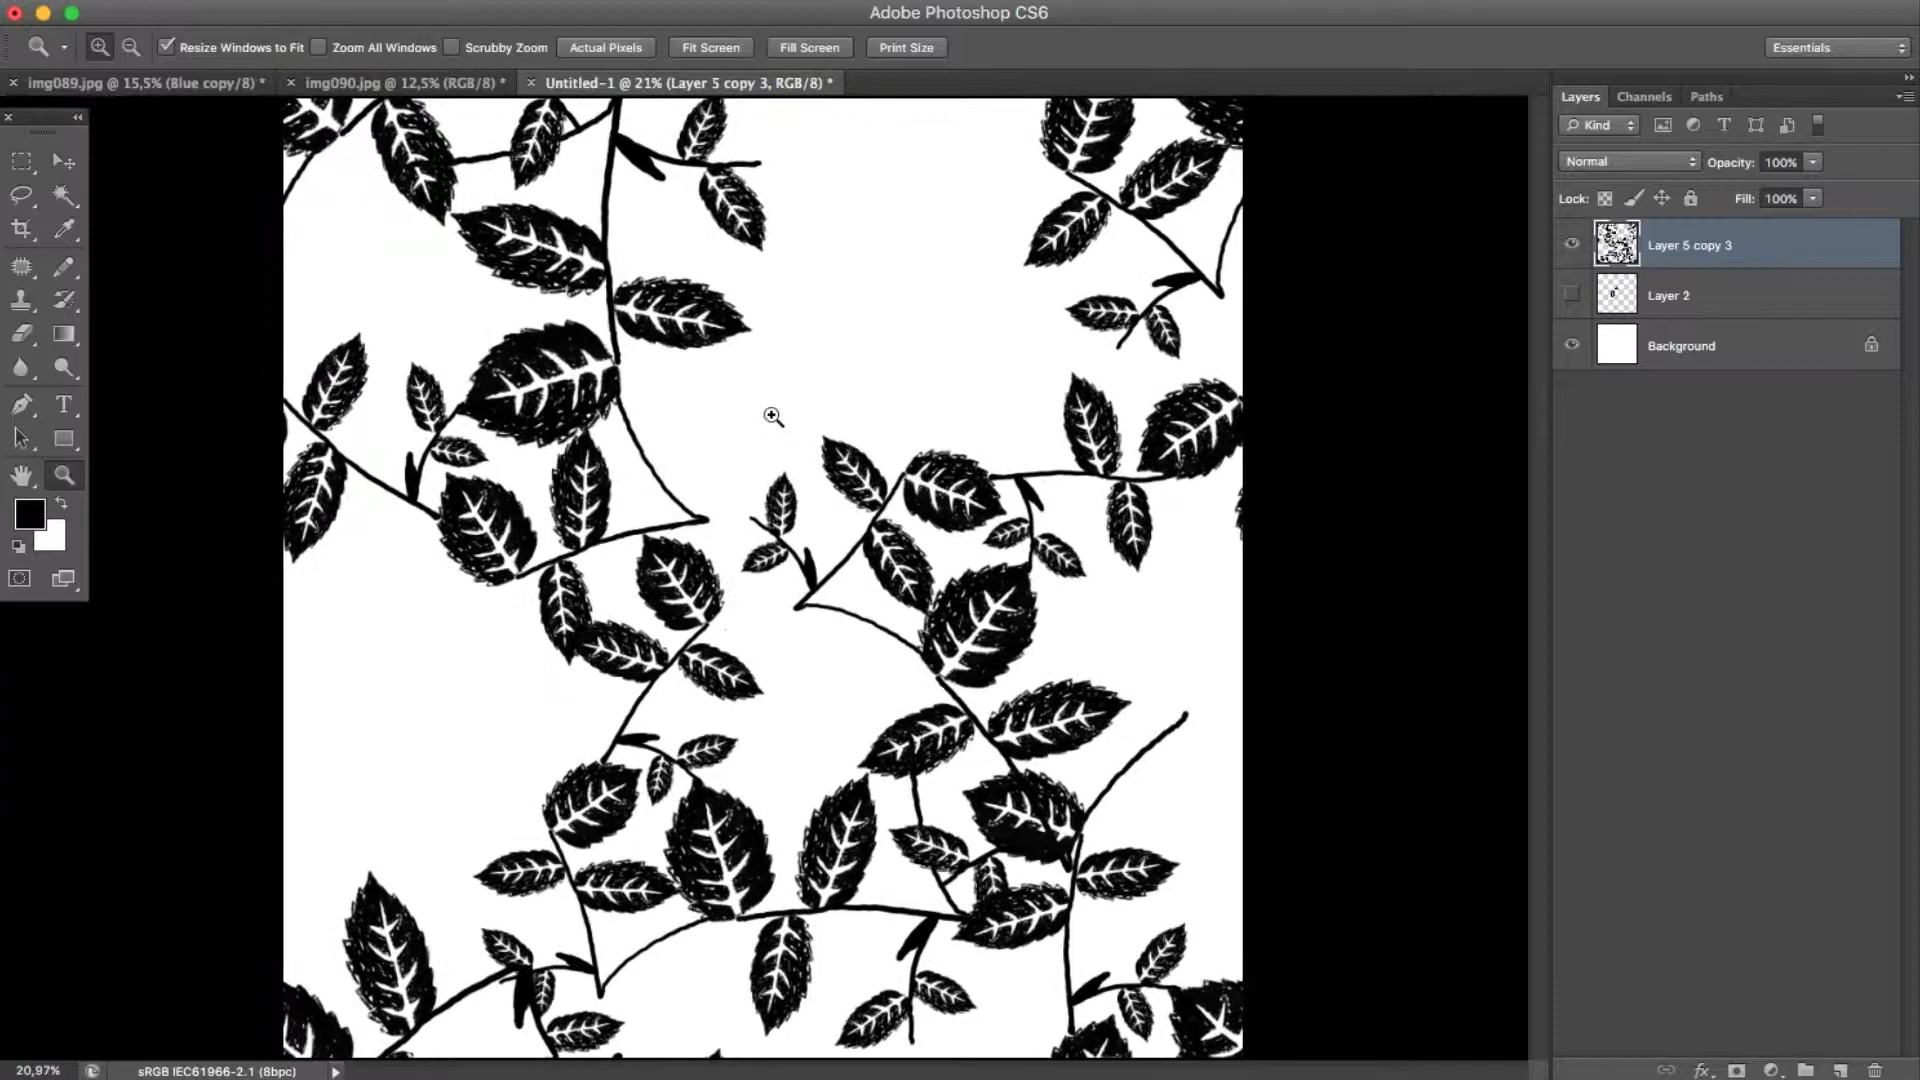 Adobe Photoshop CS6
Resize Windows to Fit Zoom All Windows Scrubby Zoom Actual Pixels Fit Screen Fill Screen Print Size Essentials
img089.jpg @ 15,5% (Blue copy/8) * img090.jpg @ 12,5% (RGB/8) * Untitled-1 @ 21% (Layer 5 copy 3, RGB/8) *
Layers Channels Paths
Kind
Normal Opacity: 100%
Lock: Fill: 100%
Layer 5 copy 3
Layer 2
Background
20,97% sRGB IEC61966-2.1 (8bpc)